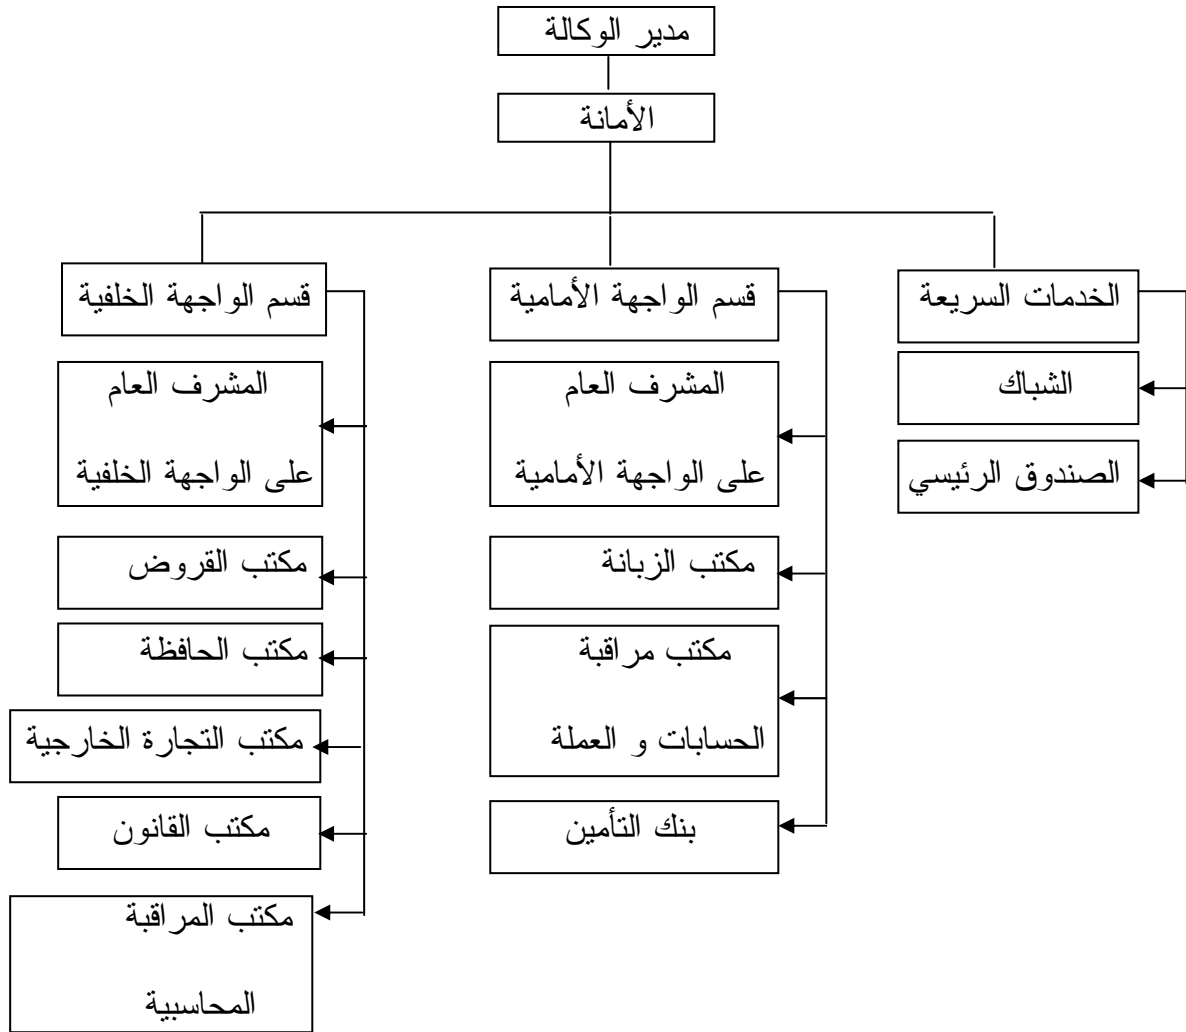 مدير الوكالة
الأمانة
الخدمات السريعة
الشباك
الصندوق الرئيسي
قسم الواجهة الأمامية
المشرف العام
على الواجهة الأمامية
مكتب الزبانة
مكتب مراقبة
الحسابات و العملة
بنك التأمين
قسم الواجهة الخلفية
المشرف العام
على الواجهة الخلفية
مكتب القروض
مكتب الحافظة
مكتب التجارة الخارجية
مكتب القانون
مكتب المراقبة
المحاسبية